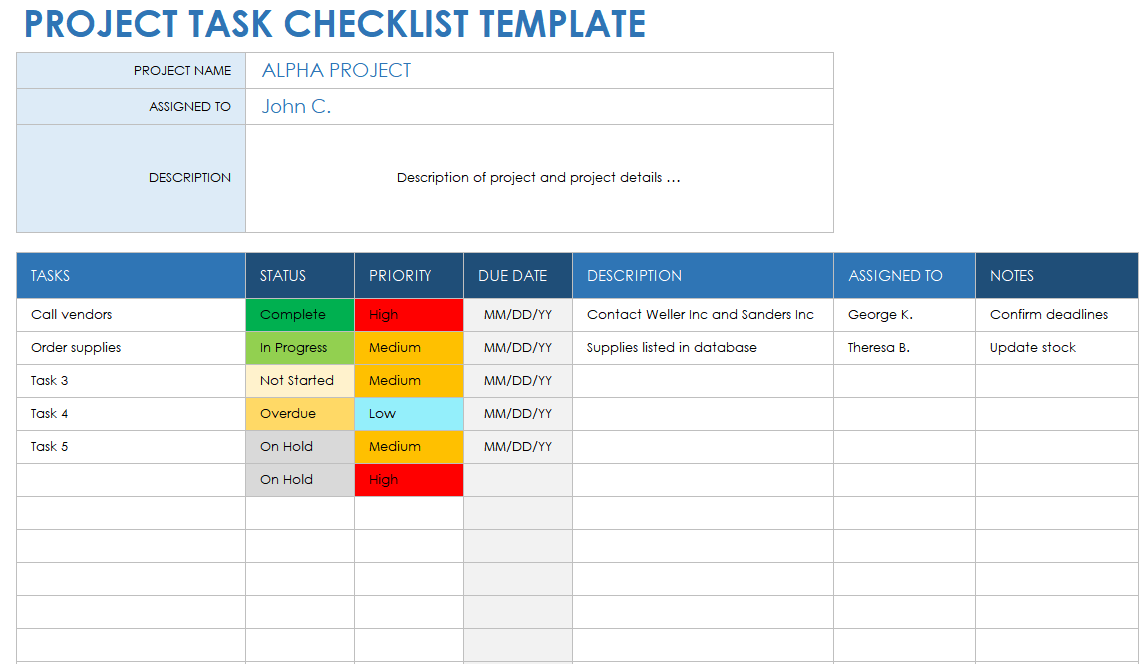 PROJECT TASK CHECKLIST TEMPLATE
PROJECT NAME ALPHA PROJECT
ASSIGNED TO John C.
DESCRIPTION Description of project and project details ...
TASKS STATUS PRIORITY DUE DATE DESCRIPTION ASSIGNED TO NOTES
Call vendors Complete High MM/DD/YY Contact Weller Inc and Sanders Inc George K. Confirm deadlines
Order supplies In Progress Medium MM/DD/YY Supplies listed in database Theresa B. Update stock
Task 3 Not Started Medium MM/DD/YY
Task 4 Overdue Low MM/DD/YY
Task 5 On Hold Medium MM/DD/YY
On Hold High